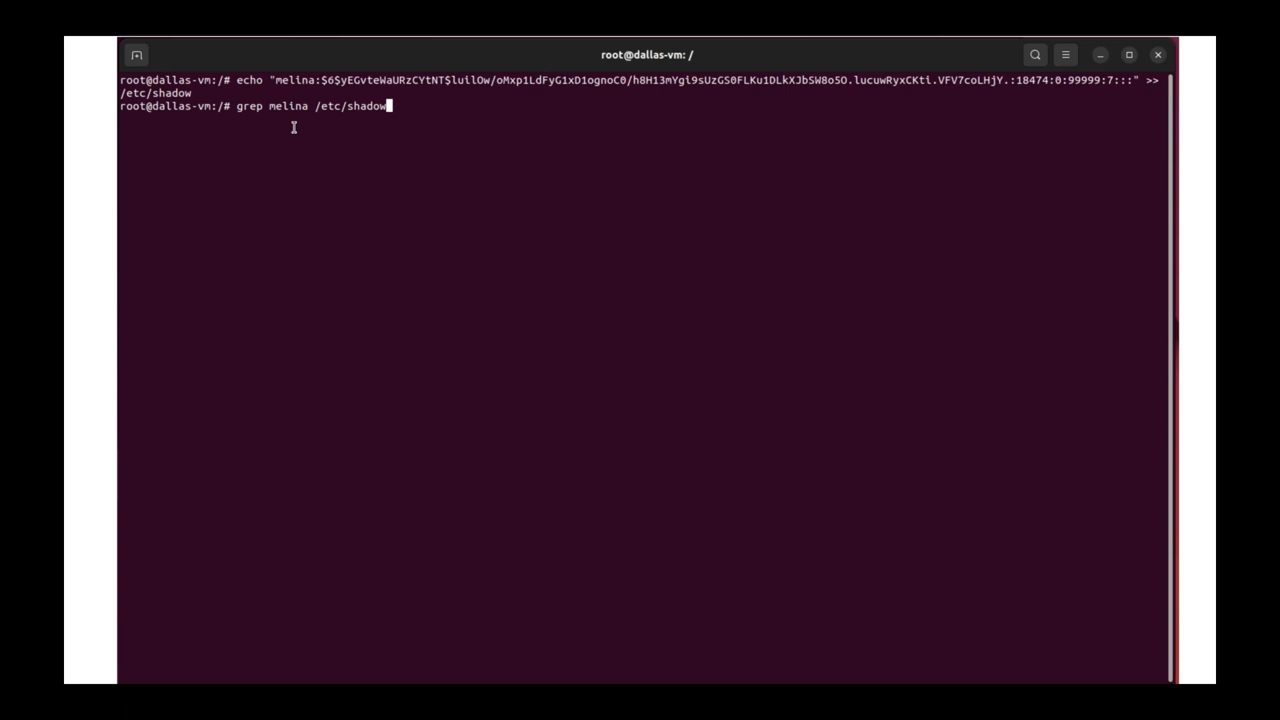 root@dallas-vm: /
root@dallas-vm:/# echo "melina:$6$yEGvteWaURzCYtNT$luilOw/oMxp1LdFyG1xD1ognoC0/h8H13mYgi9sUzGS0FLKu1DLkXJbSW8o5O.lucuwRyxCKti.VFV7coLHjY.:18474:0:99999:7:::" >>
/etc/shadow
root@dallas-vm:/# grep melina /etc/shadow